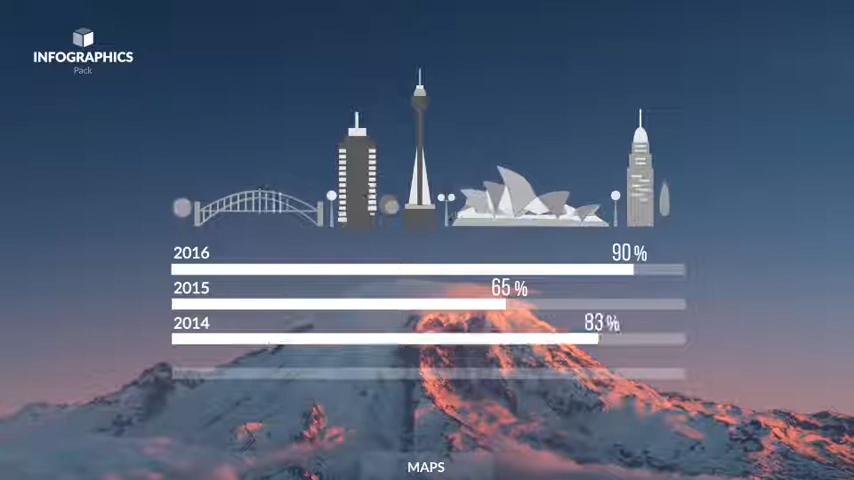 INFOGRAPHICS
Pack
2016
90 %
2015
65 %
2014
83 %
MAPS